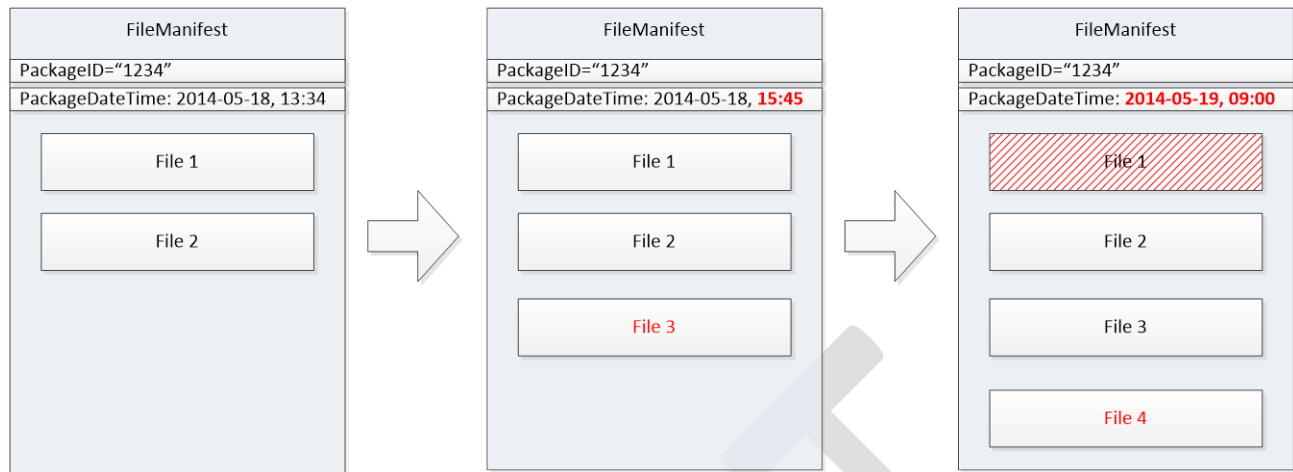 FileManifest
PackageID=“1234”
PackageDateTime: 2014-05-18, 13:34
File 1
File 2
FileManifest
PackageID=“1234”
PackageDateTime: 2014-05-18, 15:45
File 1
File 2
File 3
FileManifest
PackageID=“1234”
PackageDateTime: 2014-05-19, 09:00
File 1
File 2
File 3
File 4